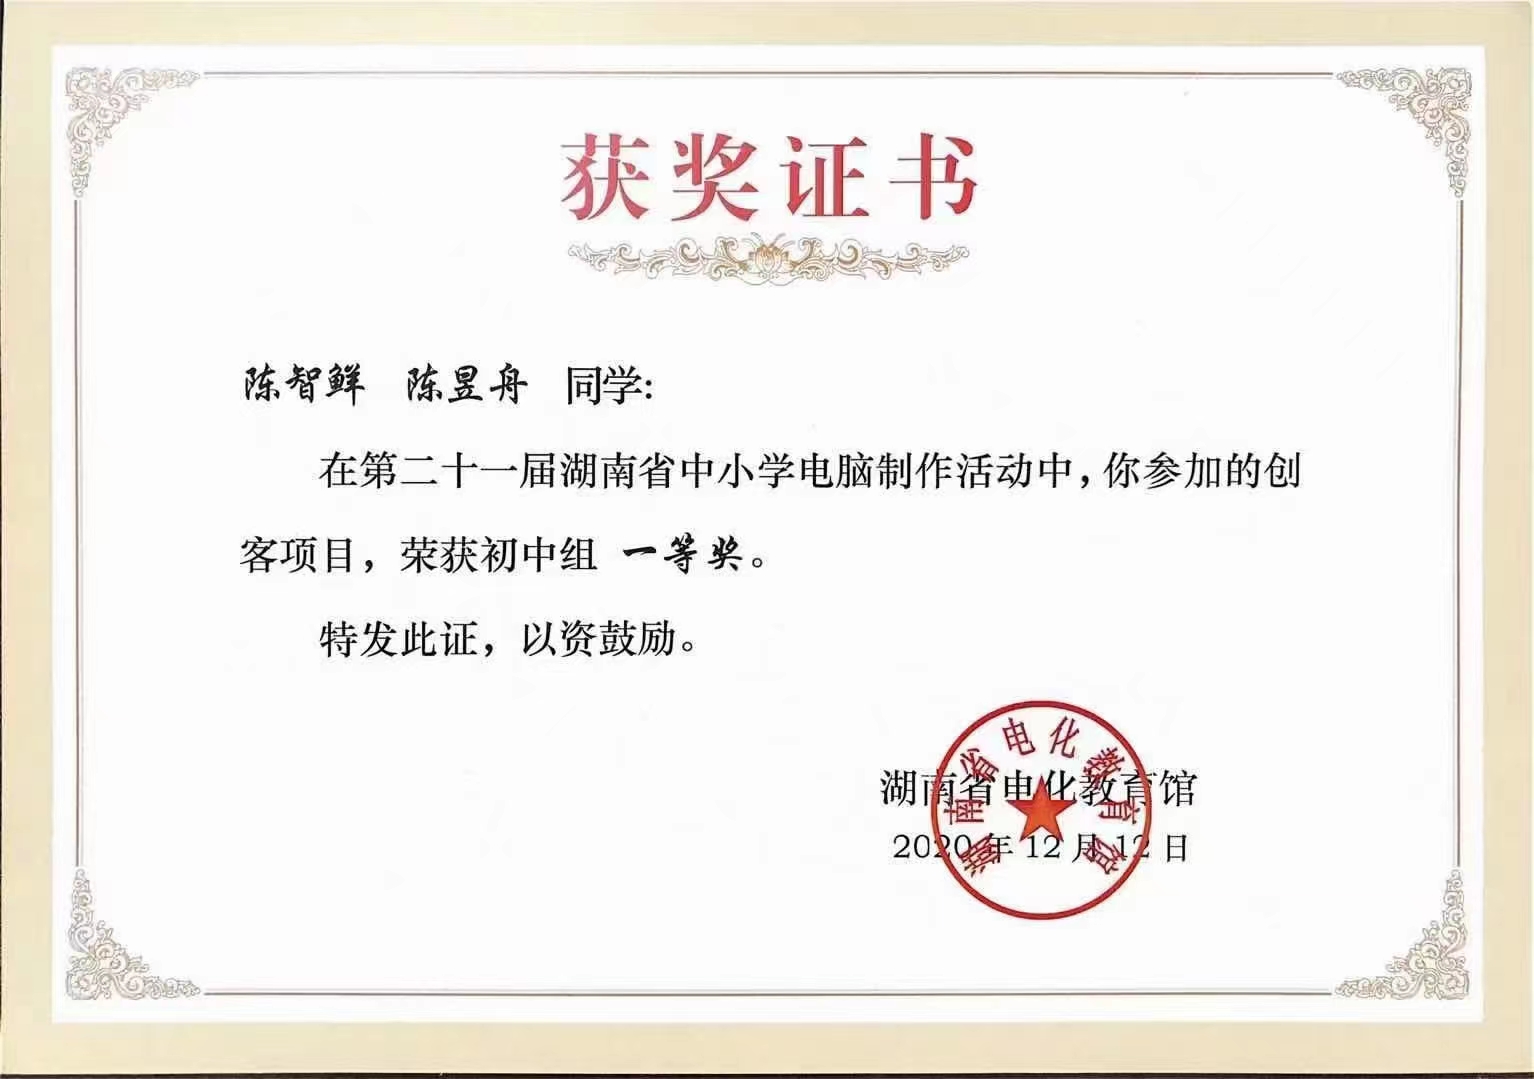 获奖证书
陈智鲜 陈昱舟 同学:
在第二十一届湖南省中小学电脑制作活动中,你参加的创
客项目，荣获初中组 一等奖。
特发此证，以资鼓励。
湖南省电化教育馆
2020年12月12日
湖南省电化教育馆